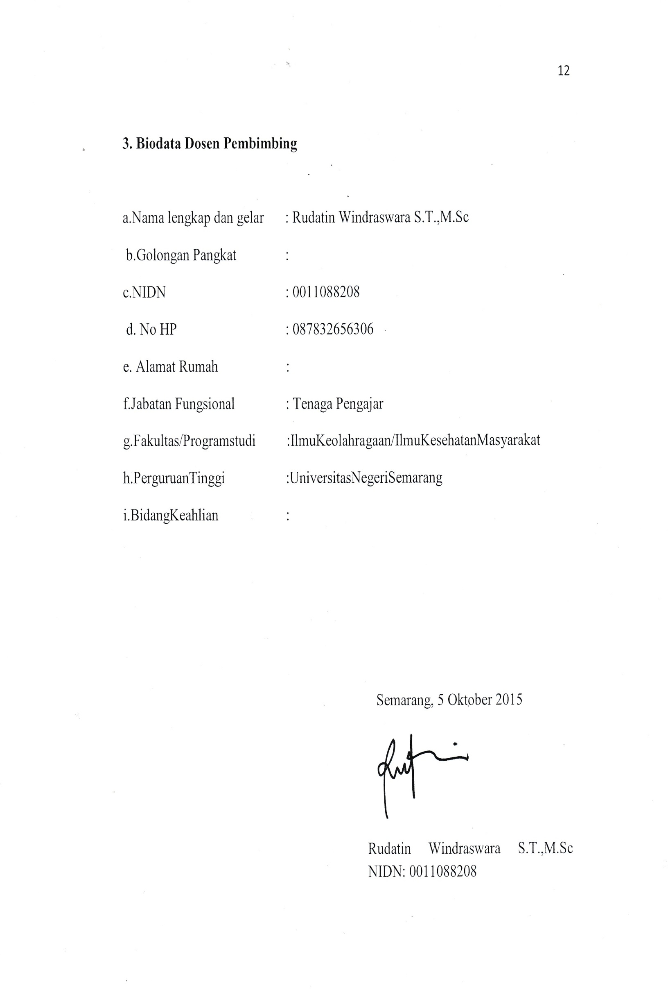 12
3. Biodata Dosen Pembimbing
a.Nama lengkap dan gelar : Rudatin Windraswara S.T.,M.Sc
b.Golongan Pangkat :
c.NIDN : 0011088208
d. No HP : 087832656306
e. Alamat Rumah :
f.Jabatan Fungsional : Tenaga Pengajar
g.Fakultas/Programstudi :IlmuKeolahragaan/IlmuKesehatanMasyarakat
h.PerguruanTinggi :UniversitasNegeriSemarang
i.BidangKeahlian :
Semarang, 5 Oktober 2015
Rudatin Windraswara S.T.,M.Sc
NIDN: 0011088208